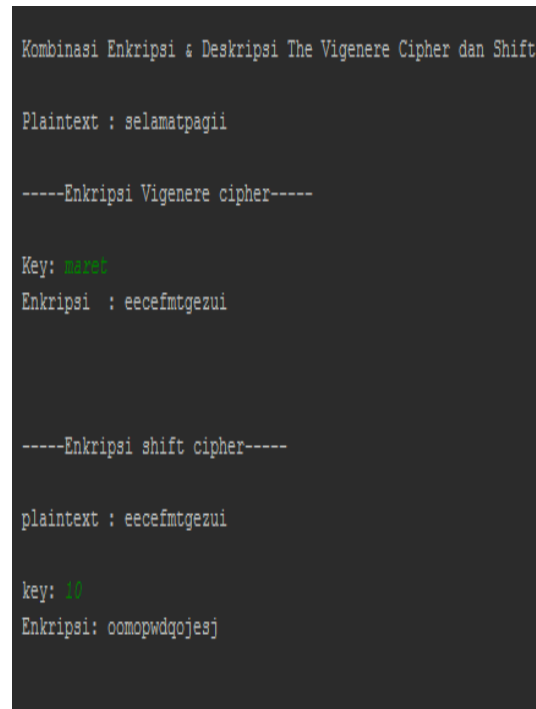 Kombinasi Enkripsi & Deskripsi The Vigenere Cipher dan Shift
Plaintext : selamatpagii
-----Enkripsi Vigenere cipher-----
Key: maret
Enkripsi  : eecefmtgezui
-----Enkripsi shift cipher-----
plaintext : eecefmtgezui
key: 10
Enkripsi: oomopwdqojesj